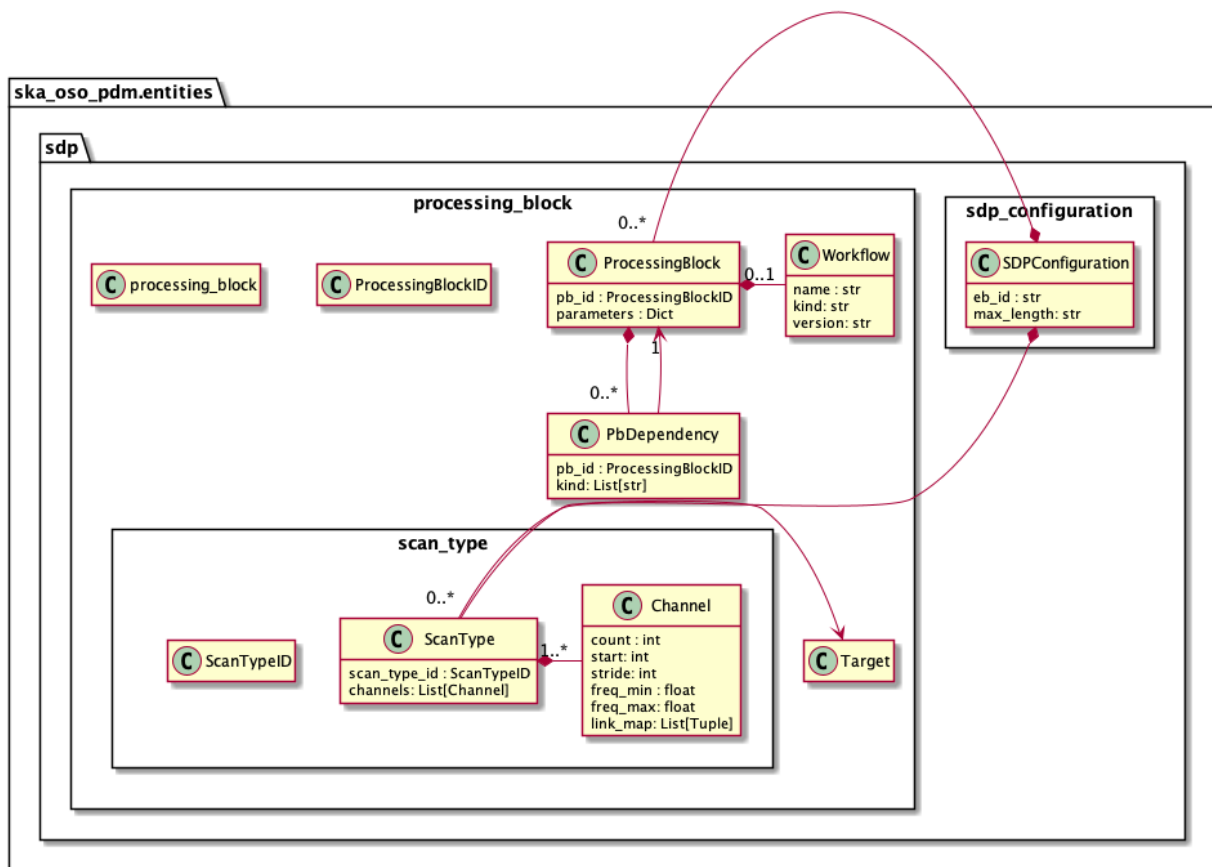 ska_oso_pdm.entities
sdp
processing_block
sdp_configuration
0..*
C processing_block
C ProcessingBlockID
C ProcessingBlock
pb_id : ProcessingBlockID
parameters : Dict
0..1
C Workflow
name : str
kind: str
version: str
C SDPConfiguration
eb_id : str
max_length: str
1
0..*
C PbDependency
pb_id : ProcessingBlockID
kind: List[str]
scan_type
0..*
C ScanTypeID
C ScanType
scan_type_id : ScanTypeID
channels: List[Channel]
1..*
C Channel
count : int
start: int
stride: int
freq_min : float
freq_max: float
link_map: List[Tuple]
C Target